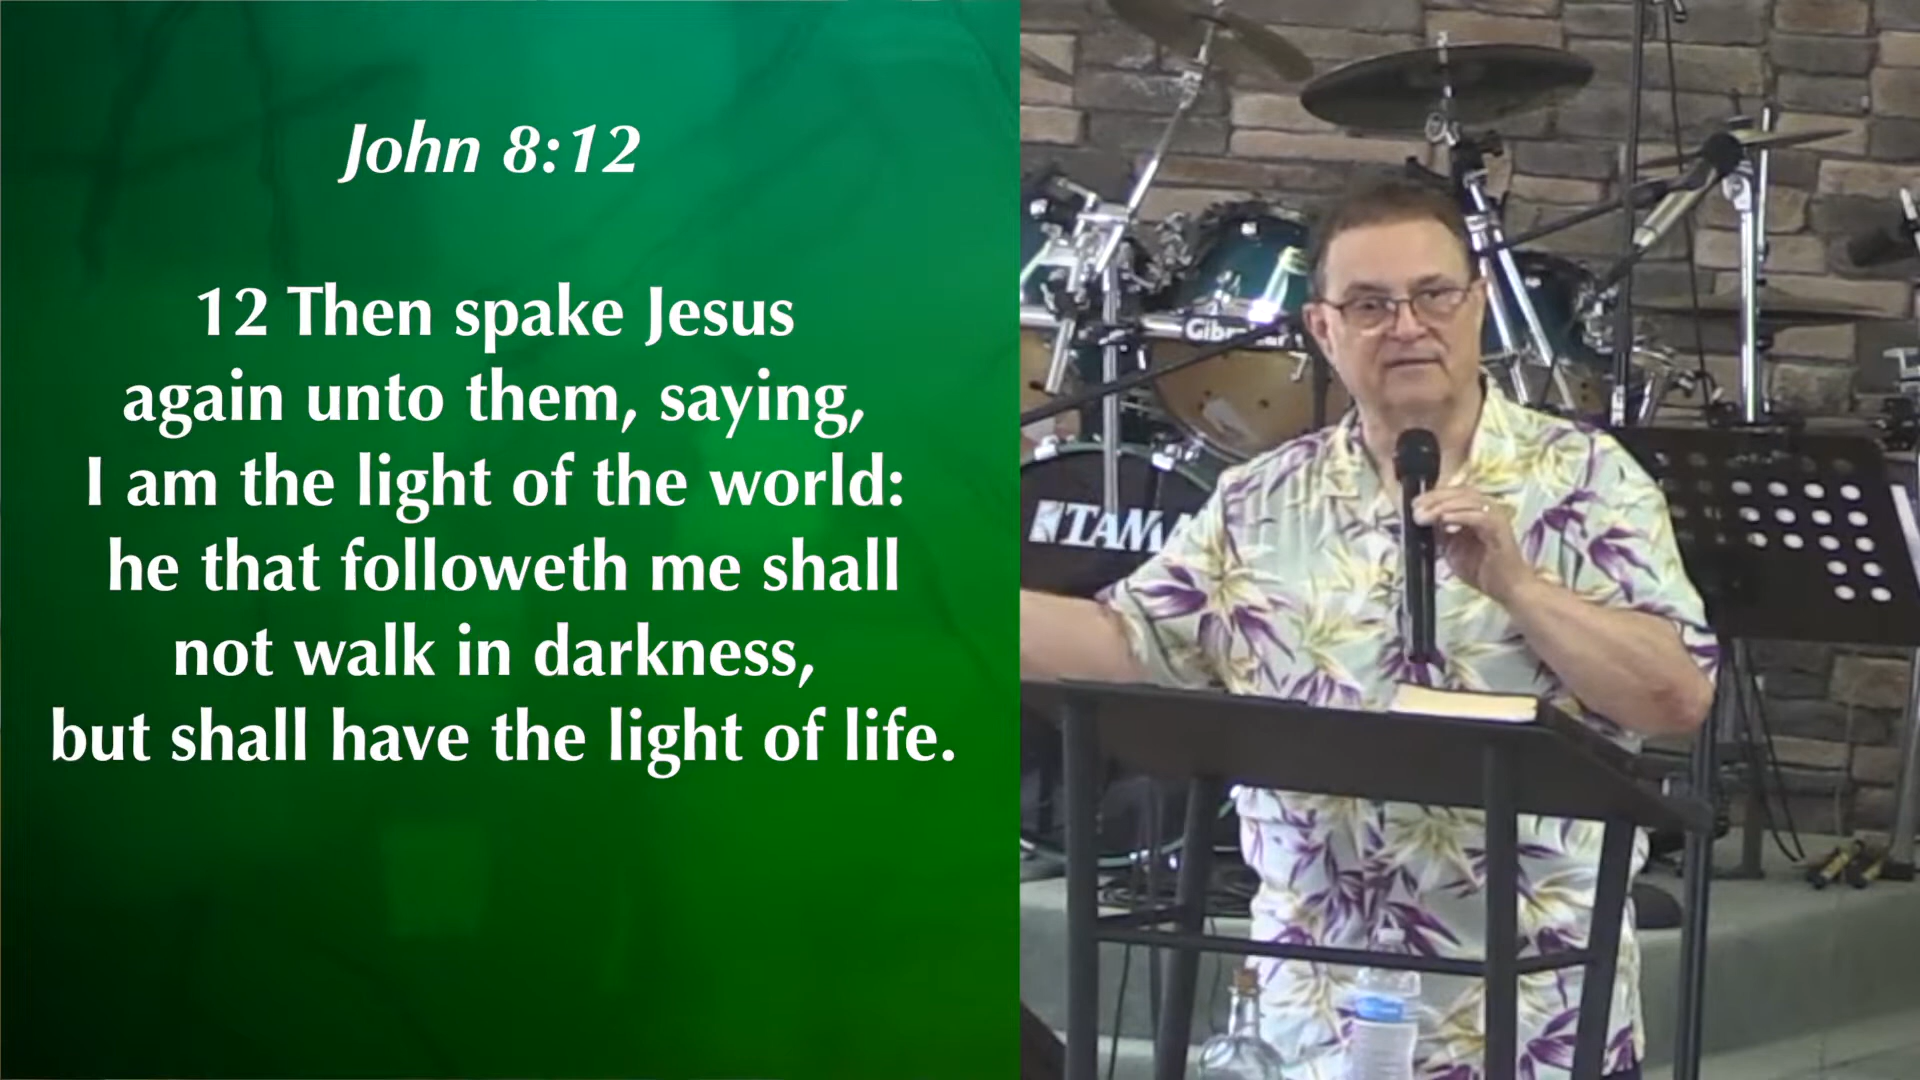 John 8:12
12 Then spake Jesus
again unto them, saying,
I am the light of the world:
he that followeth me shall
not walk in darkness,
but shall have the light of life.
TAMA